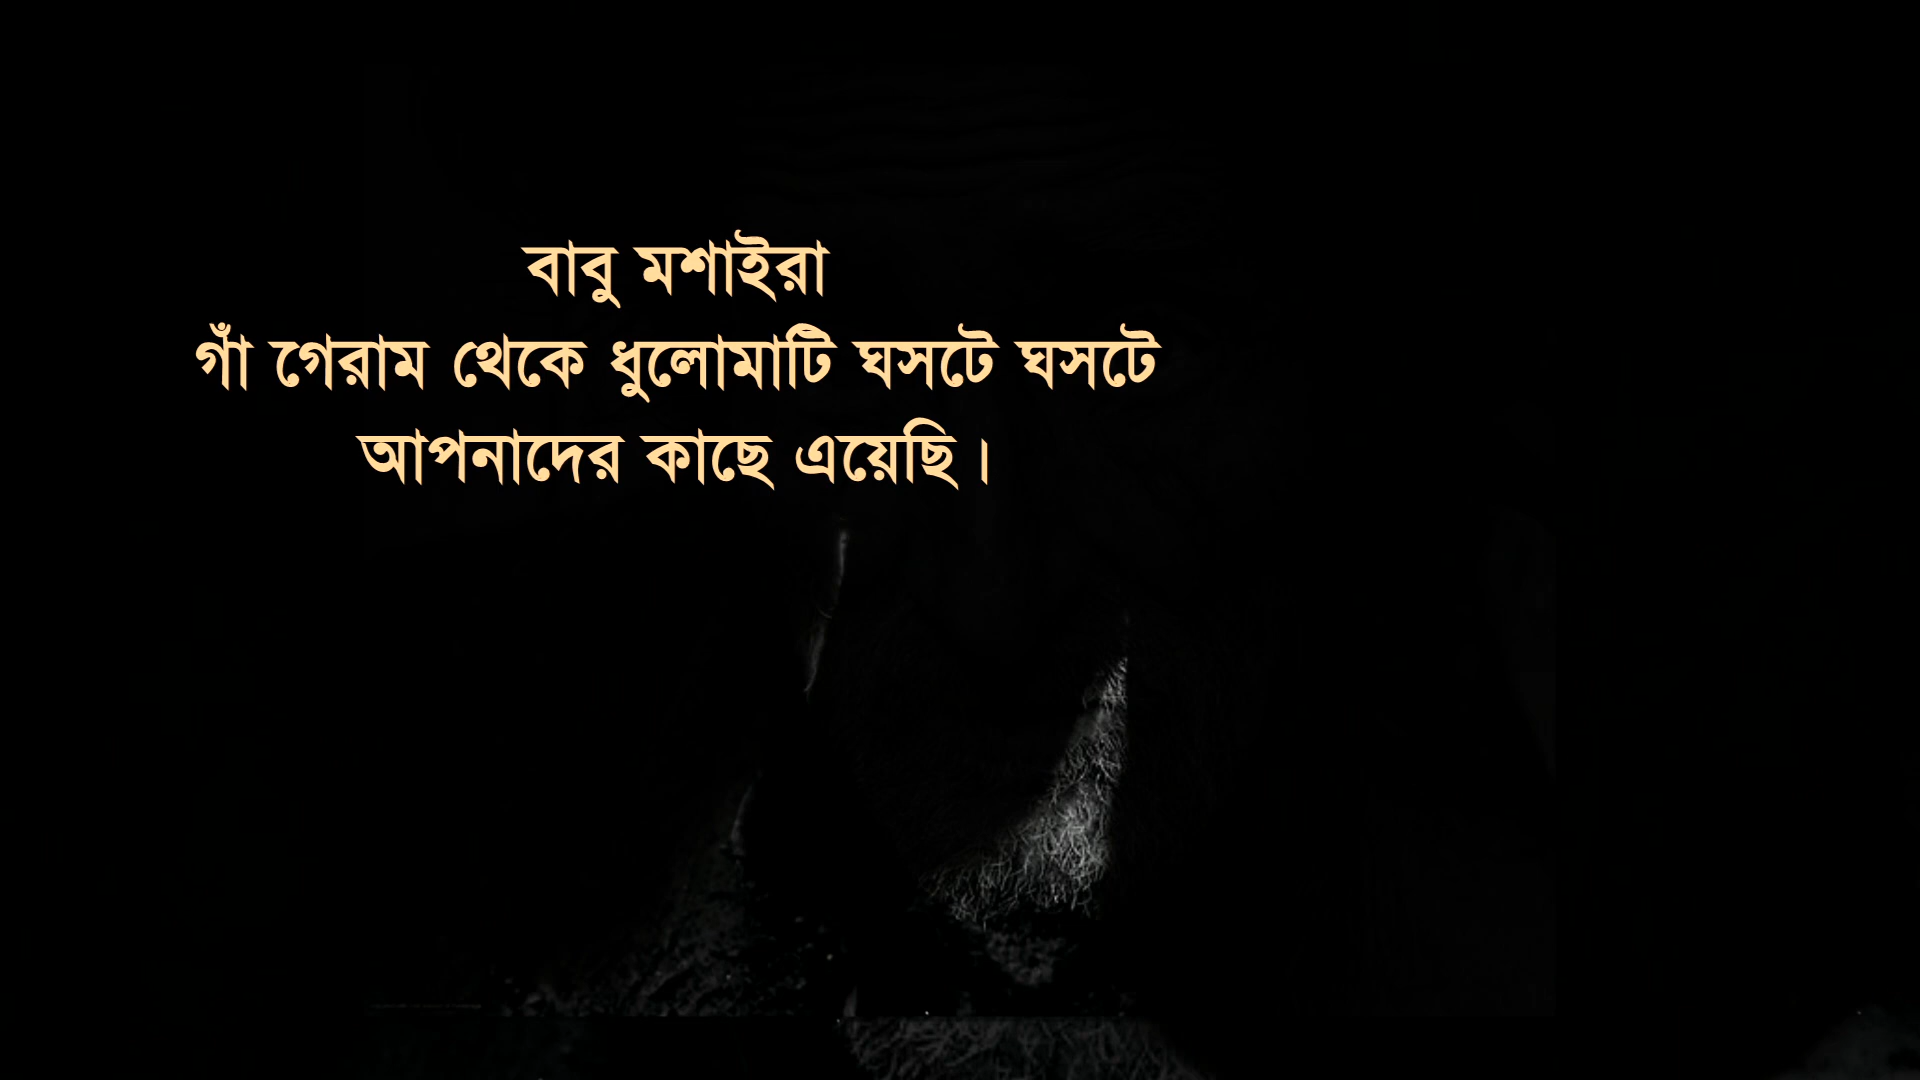 বাবু মশাইরা
গাঁ গেরাম থেকে ধুলোমাটি ঘসটে ঘসটে
আপনাদের কাছে এয়েছি।